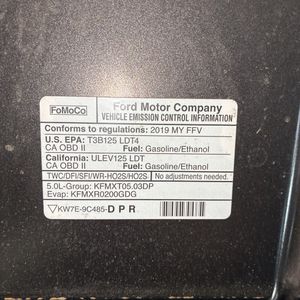 FoMoCo
Ford Motor Company
VEHICLE EMISSION CONTROL INFORMATION
Conforms to regulations: 2019 MY FFV
U.S. EPA: T3B125 LDT4
CA OBD II Fuel: Gasoline/Ethanol
California: ULEV125 LDT
CA OBD II Fuel: Gasoline/Ethanol
TWC/DFI/SFI/WR-HO2S/HO2S No adjustments needed.
5.0L-Group: KFMXT05.03DP
Evap: KFMXR0200GDG
KW7E-9C485-DPR